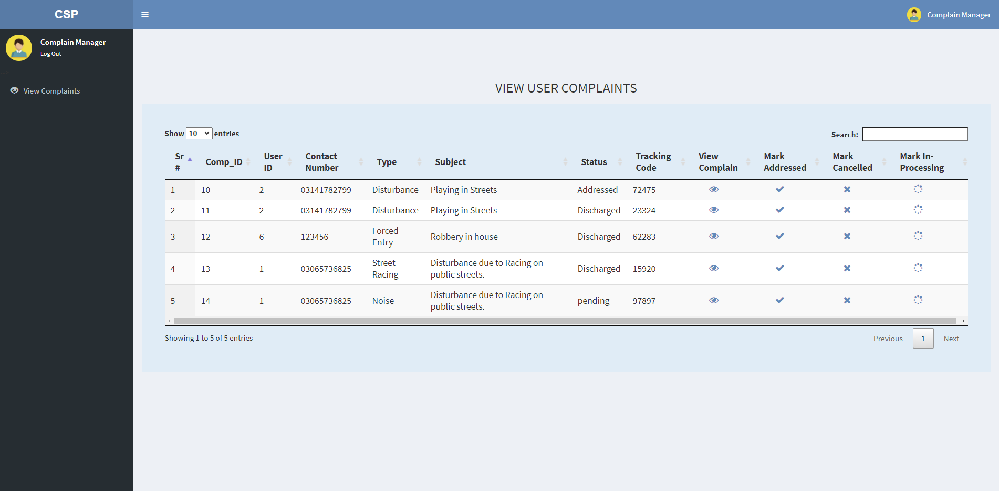 CSP
Complain Manager
Complain Manager
Log Out
View Complaints
VIEW USER COMPLAINTS
Show 10 entries
Search:
Sr # Comp_ID User ID Contact Number Type Subject Status Tracking Code View Complain Mark Addressed Mark Cancelled Mark In-Processing
1 10 2 03141782799 Disturbance Playing in Streets Addressed 72475
2 11 2 03141782799 Disturbance Playing in Streets Discharged 23324
3 12 6 123456 Forced Entry Robbery in house Discharged 62283
4 13 1 03065736825 Street Racing Disturbance due to Racing on public streets. Discharged 15920
5 14 1 03065736825 Noise Disturbance due to Racing on public streets. pending 97897
Showing 1 to 5 of 5 entries
Previous 1 Next